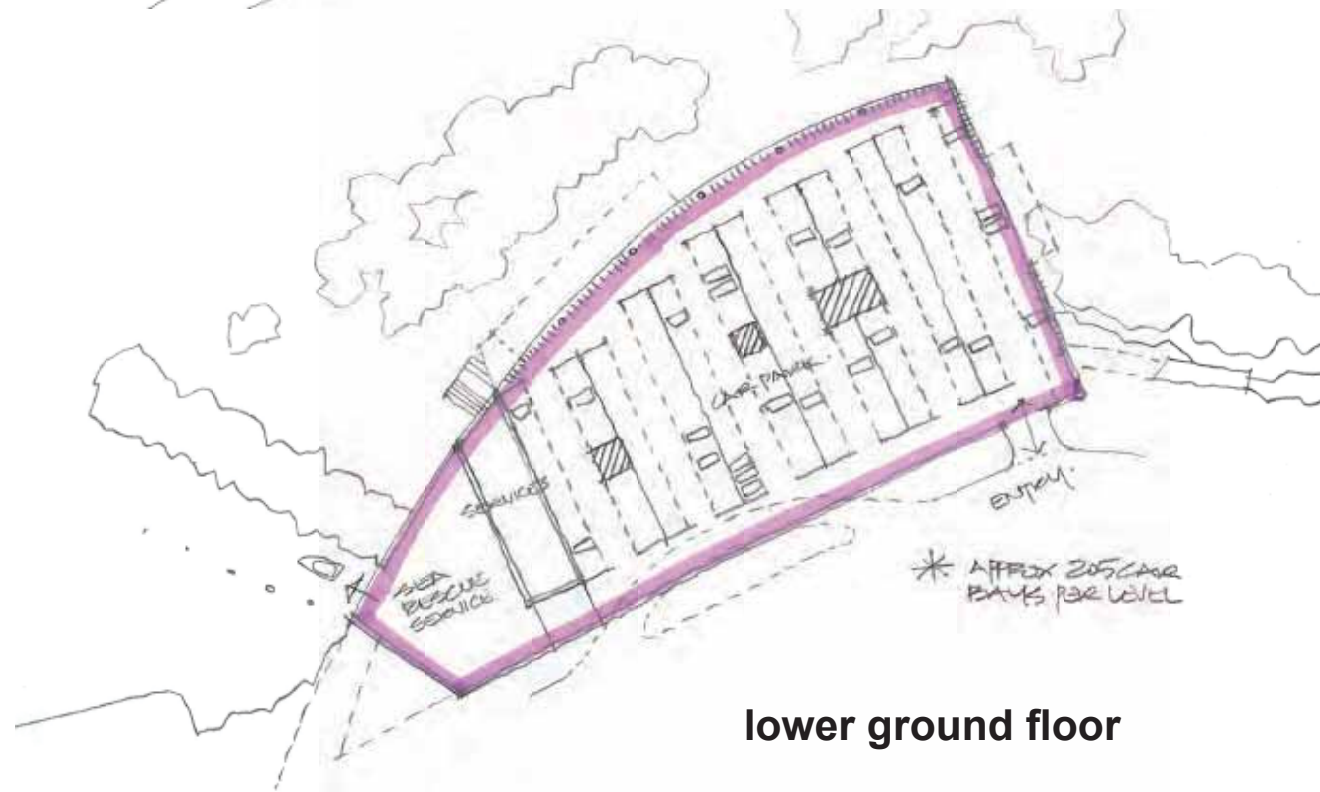 CAR PARK
SERVICES
SEA
RESCUE
SERVICE
ENTRY
* APPROX 205 CAR
BAYS PER LEVEL
lower ground floor